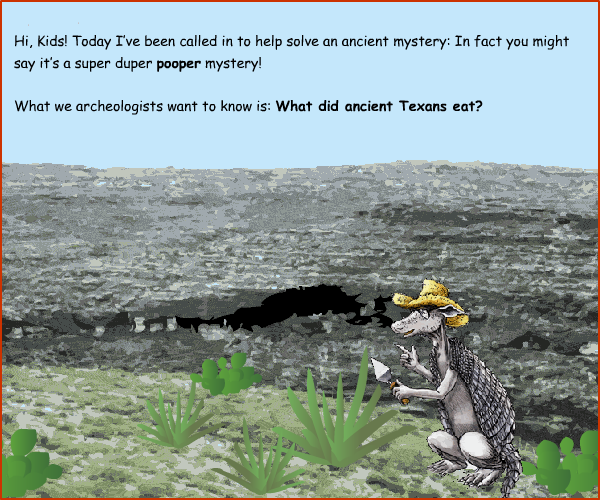 Hi, Kids! Today I've been called in to help solve an ancient mystery: In fact you might
say it's a super duper pooper mystery!
What we archeologists want to know is: What did ancient Texans eat?